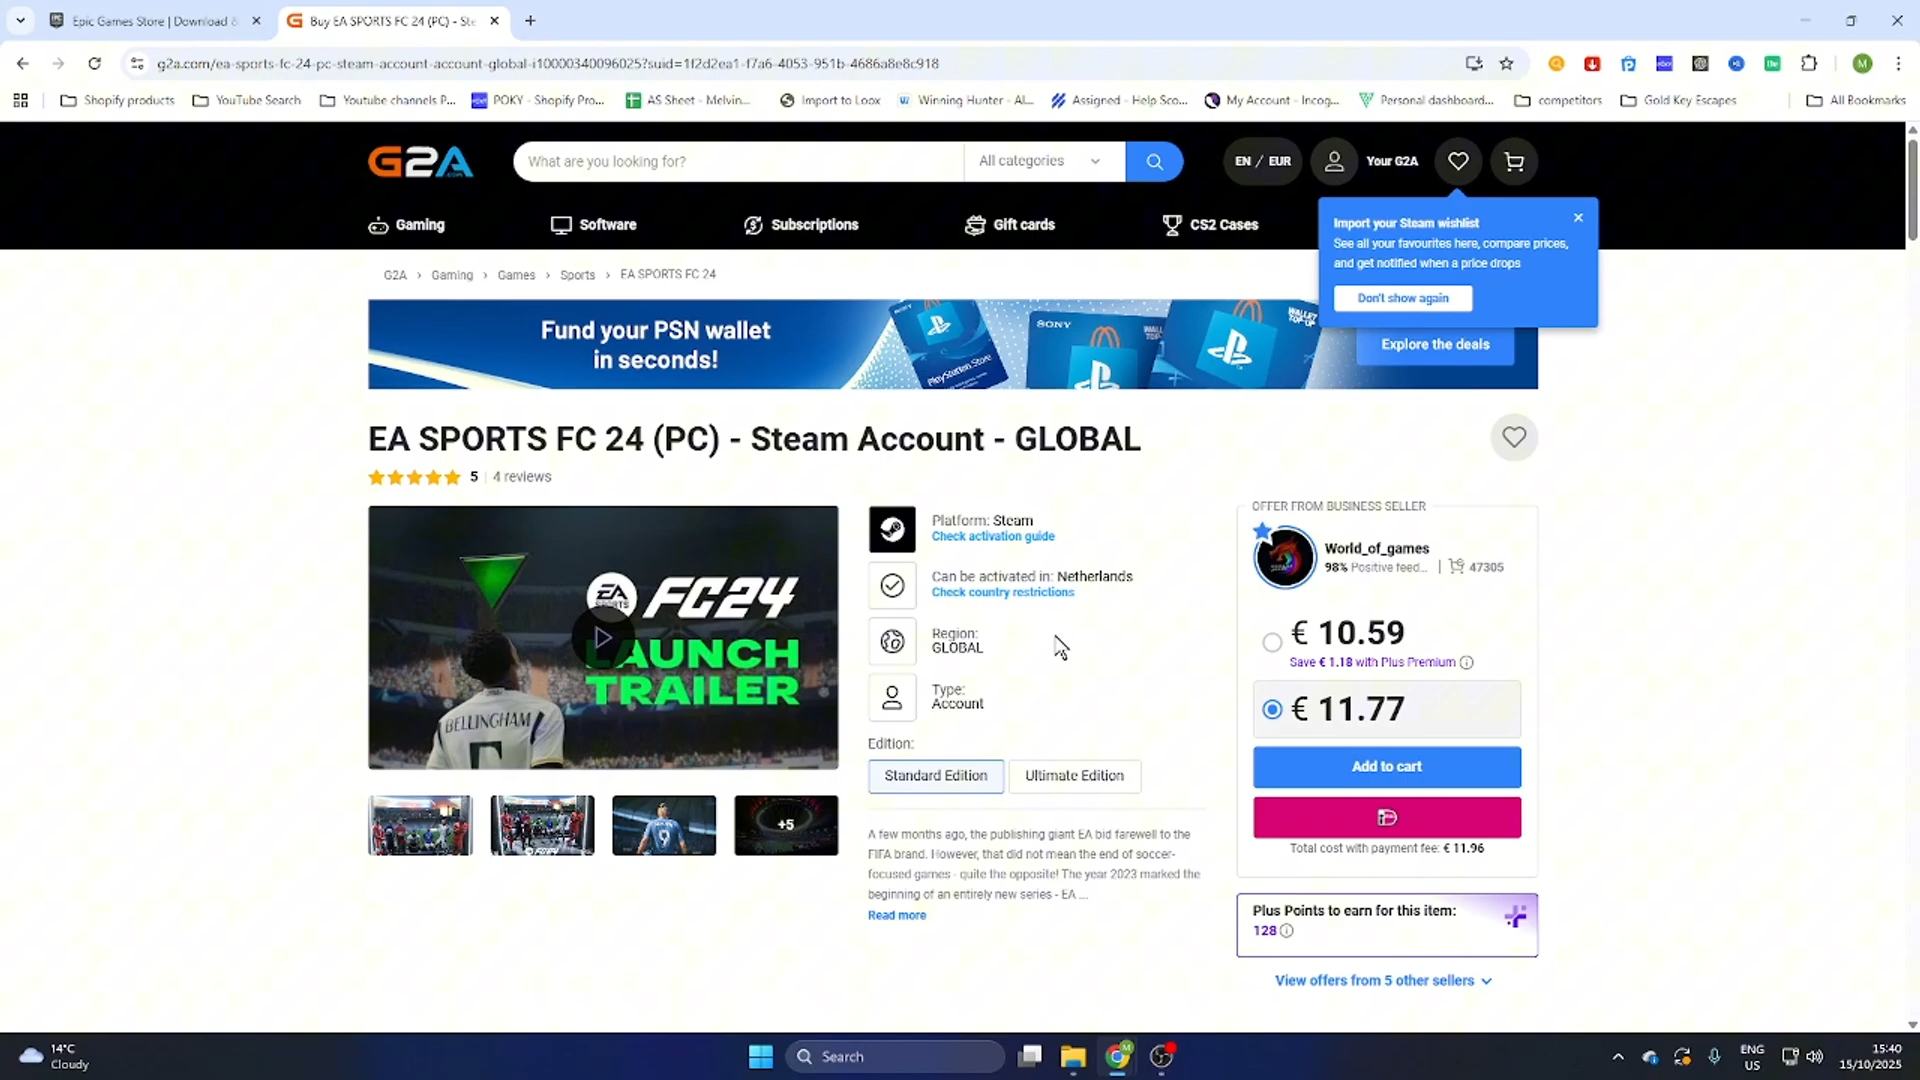 Epic Games Store | Download &
Buy EA SPORTS FC 24 (PC) - Ste
g2a.com/ea-sports-fc-24-pc-steam-account-account-global-i10000340096025?suid=1f2d2ea1-f7a6-4053-951b-4686a8e8c918
M
Shopify products
YouTube Search
Youtube channels P...
POKY - Shopify Pro...
AS Sheet - Melvin...
Import to Loox
Winning Hunter - Al...
Assigned - Help Sco...
My Account - Incog...
Personal dashboard...
competitors
Gold Key Escapes
All Bookmarks
G2A
.COM
What are you looking for?
All categories
EN / EUR
Your G2A
Gaming
Software
Subscriptions
Gift cards
CS2 Cases
Import your Steam wishlist
See all your favourites here, compare prices,
and get notified when a price drops
Don't show again
G2A > Gaming > Games > Sports > EA SPORTS FC 24
Fund your PSN wallet
in seconds!
SONY
PlayStation Store
WALLET
TOP-UP
Explore the deals
EA SPORTS FC 24 (PC) - Steam Account - GLOBAL
5 | 4 reviews
EA
SPORTS
FC24
LAUNCH
TRAILER
BELLINGHAM
+5
Platform: Steam
Check activation guide
Can be activated in: Netherlands
Check country restrictions
Region:
GLOBAL
Type:
Account
Edition:
Standard Edition
Ultimate Edition
A few months ago, the publishing giant EA bid farewell to the
FIFA brand. However, that did not mean the end of soccer-
focused games - quite the opposite! The year 2023 marked the
beginning of an entirely new series - EA ...
Read more
OFFER FROM BUSINESS SELLER
World_of_games
98% Positive feed... | 47305
€ 10.59
Save € 1.18 with Plus Premium
€ 11.77
Add to cart
Total cost with payment fee: € 11.96
Plus Points to earn for this item:
128
View offers from 5 other sellers
14°C
Cloudy
Search
M
ENG
US
15:40
15/10/2025